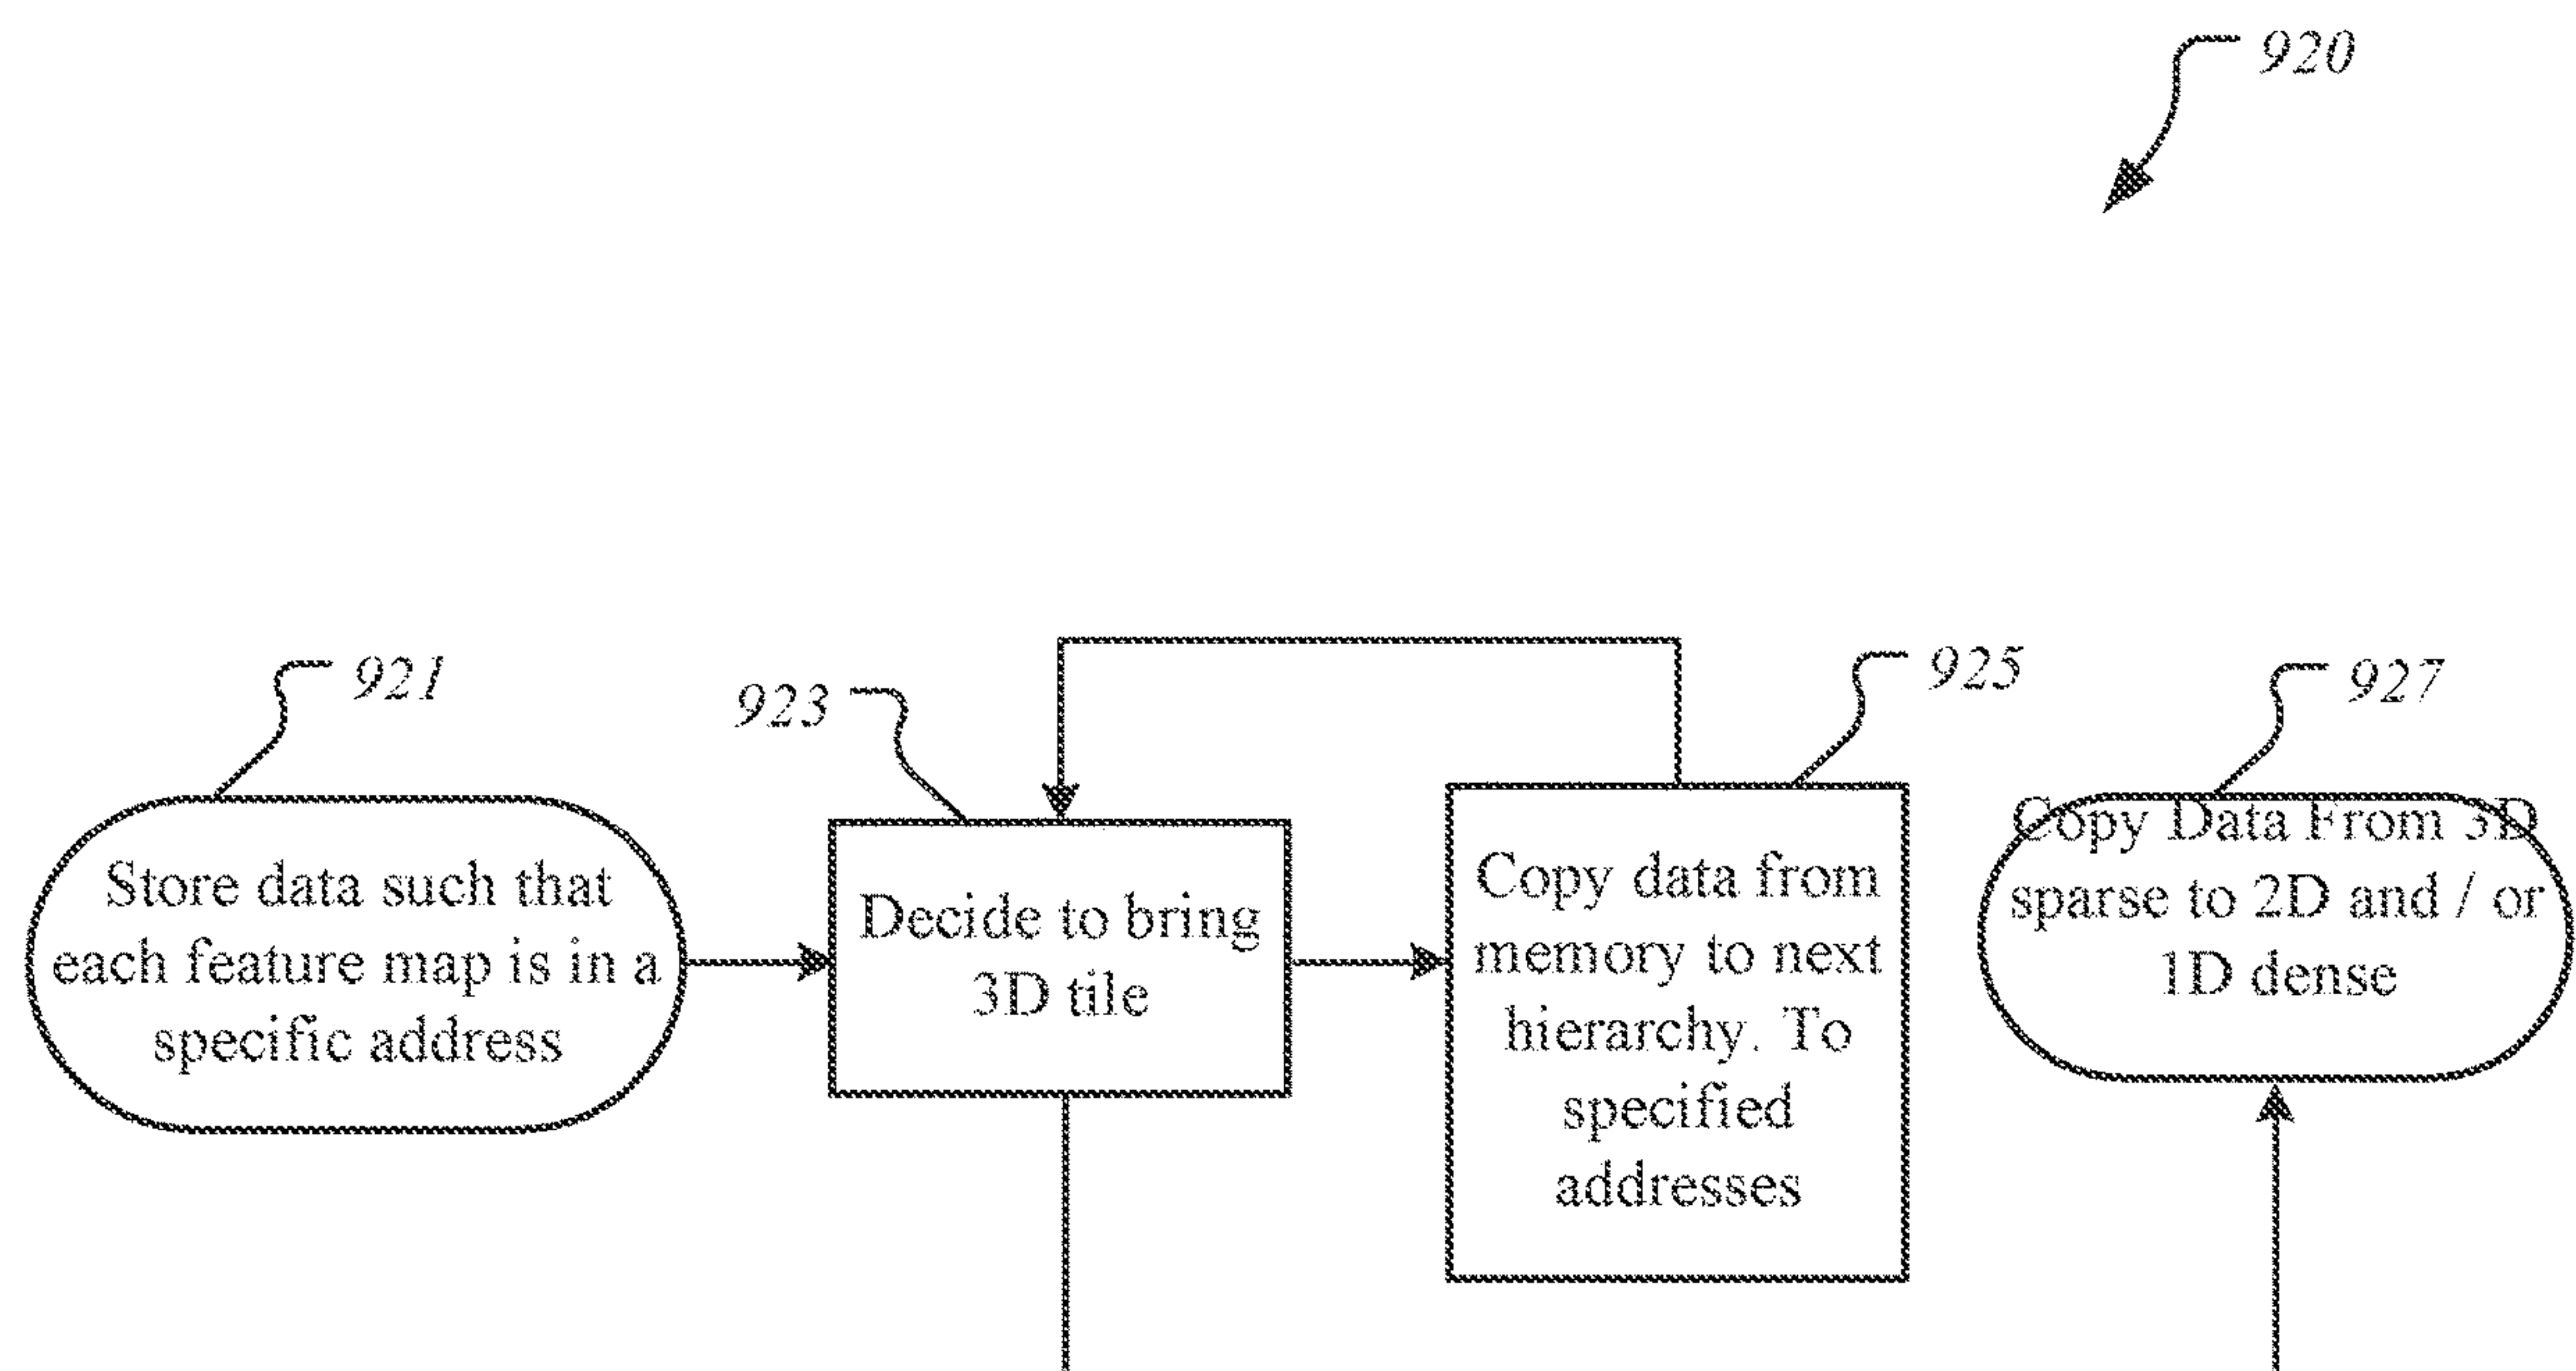 920
921
923
925
927
Store data such that
each feature map is in a
specific address
Decide to bring
3D tile
Copy data from
memory to next
hierarchy. To
specified
addresses
Copy Data From 3D
sparse to 2D and / or
1D dense